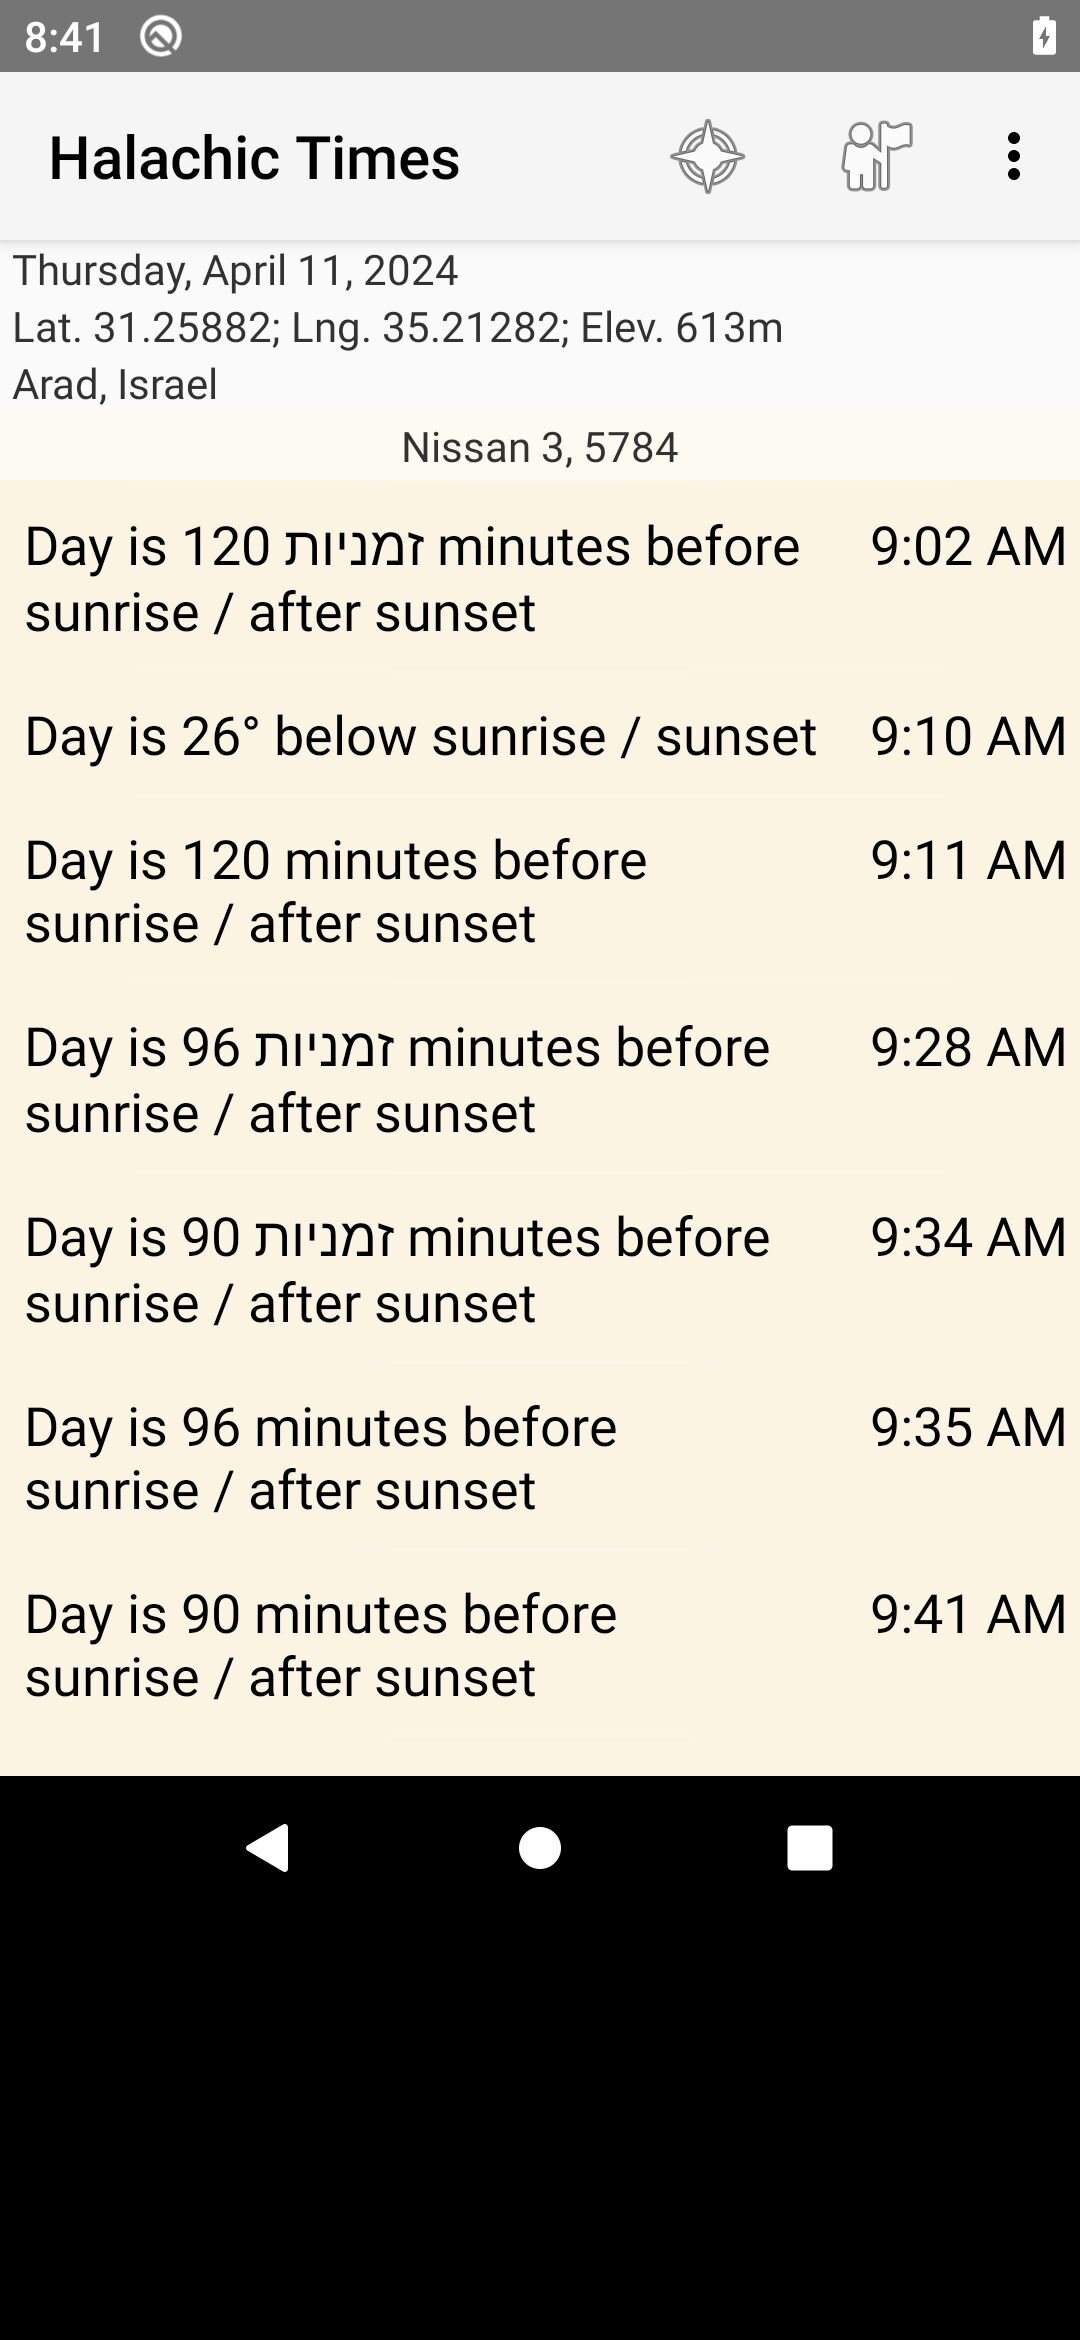 8:41
Halachic Times
Thursday, April 11, 2024
Lat. 31.25882; Lng. 35.21282; Elev. 613m
Arad, Israel
Nissan 3, 5784
Day is 120 זמניות minutes before 9:02 AM
sunrise / after sunset
Day is 26° below sunrise / sunset 9:10 AM
Day is 120 minutes before 9:11 AM
sunrise / after sunset
Day is 96 זמניות minutes before 9:28 AM
sunrise / after sunset
Day is 90 זמניות minutes before 9:34 AM
sunrise / after sunset
Day is 96 minutes before 9:35 AM
sunrise / after sunset
Day is 90 minutes before 9:41 AM
sunrise / after sunset